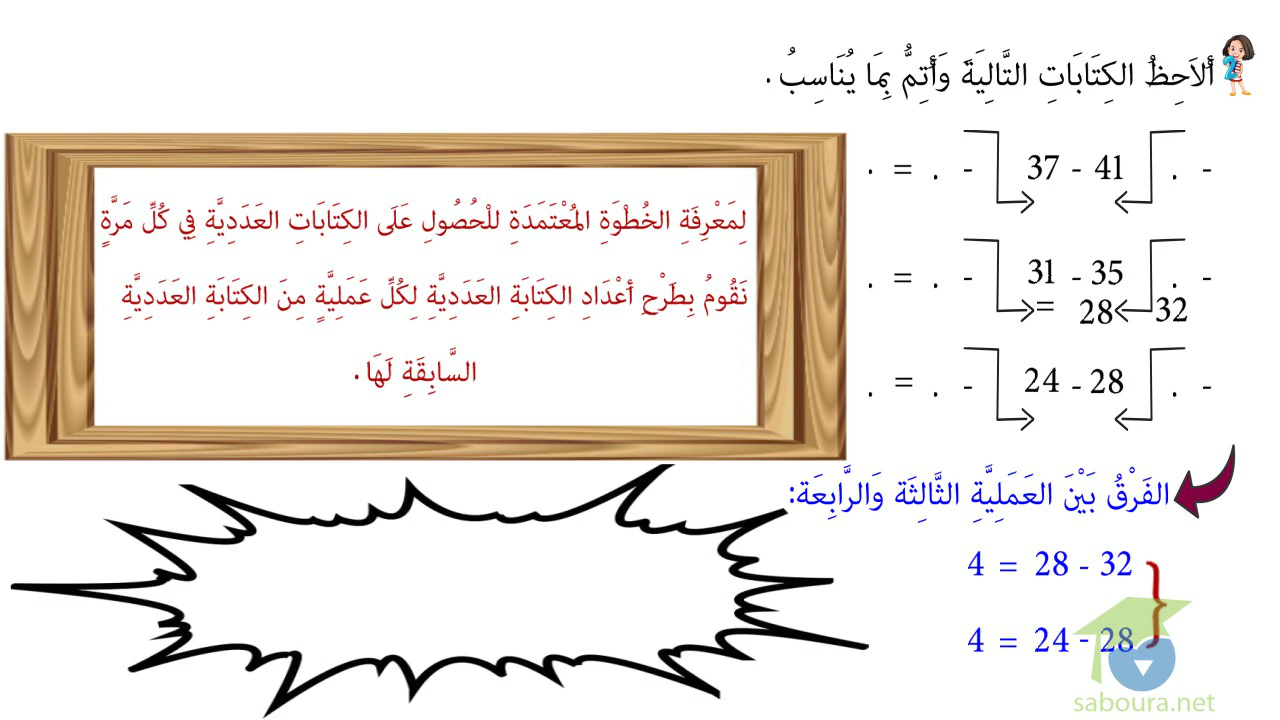 أُلاَحِظُ الكِتَابَاتِ التَّالِيَةَ وَأُتِمُّ بِمَا يُنَاسِبُ .
- . 41 - 37 - . = .
- . 35 - 31 - . = .
32 28 =
- . 28 - 24 - . = .
لِمَعْرِفَةِ الخُطْوَةِ المُعْتَمَدَةِ للْحُصُولِ عَلَى الكِتَابَاتِ العَدَدِيَّةِ فِي كُلِّ مَرَّةٍ
نَقُومُ بِطَرْحِ أَعْدَادِ الكِتَابَةِ العَدَدِيَّةِ لِكُلِّ عَمَلِيَّةٍ مِنَ الكِتَابَةِ العَدَدِيَّةِ
السَّابِقَةِ لَهَا .
الفَرْقُ بَيْنَ العَمَلِيَّةِ الثَّالِثَة وَالرَّابِعَة:
32 - 28 = 4
28 - 24 = 4
saboura.net